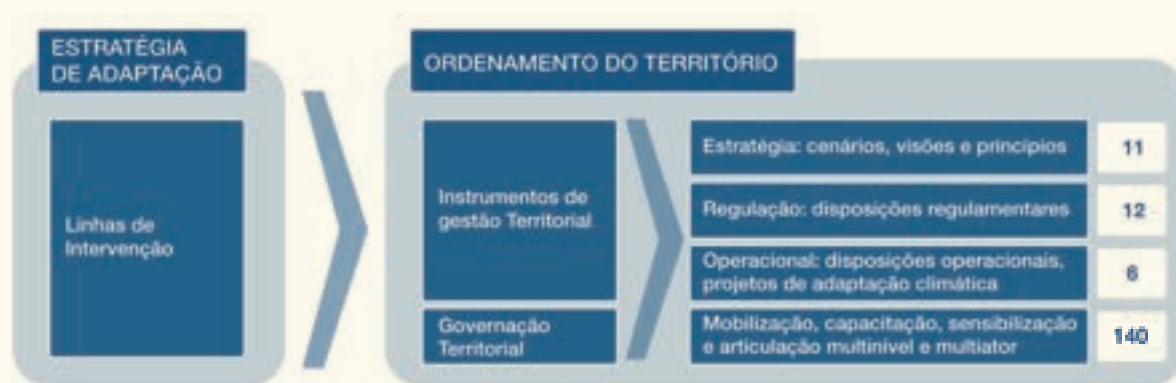 ESTRATÉGIA
DE ADAPTAÇÃO
ORDENAMENTO DO TERRITÓRIO
Linhas de
Intervenção
Instrumentos de
gestão Territorial
Estratégia: cenários, visões e princípios
11
Regulação: disposições regulamentares
12
Operacional: disposições operacionais,
projetos de adaptação climática
6
Governação
Territorial
Mobilização, capacitação, sensibilização
e articulação multinível e multiator
140